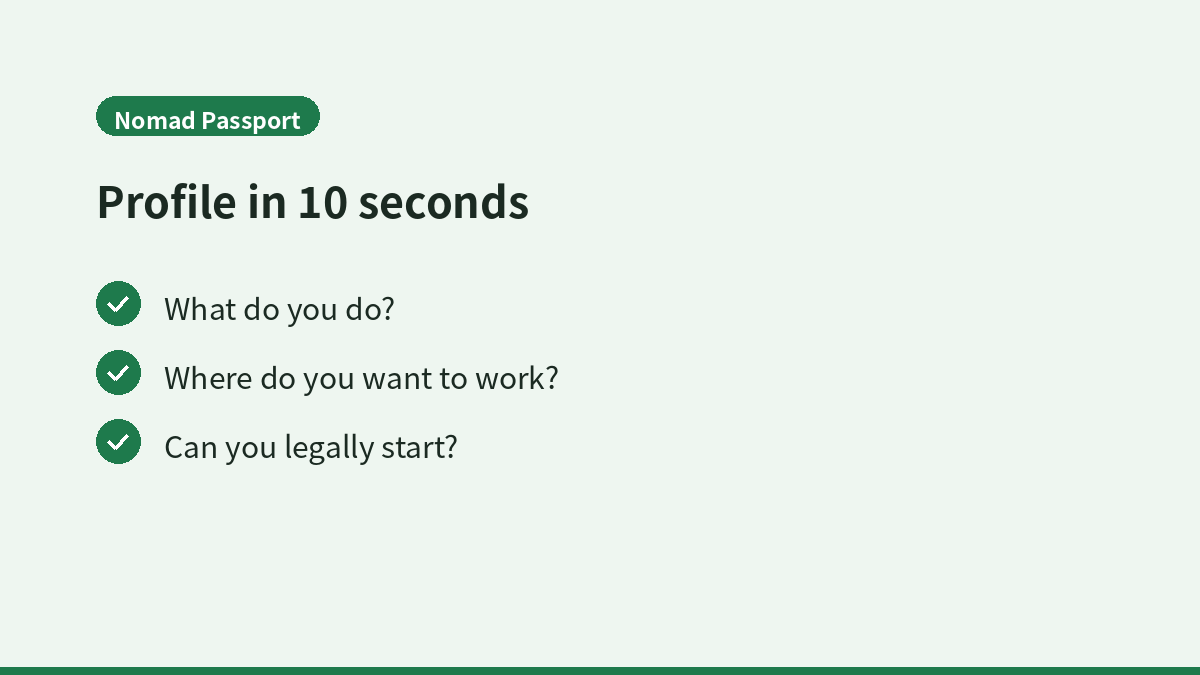 Nomad Passport
Profile in 10 seconds
What do you do?
Where do you want to work?
Can you legally start?